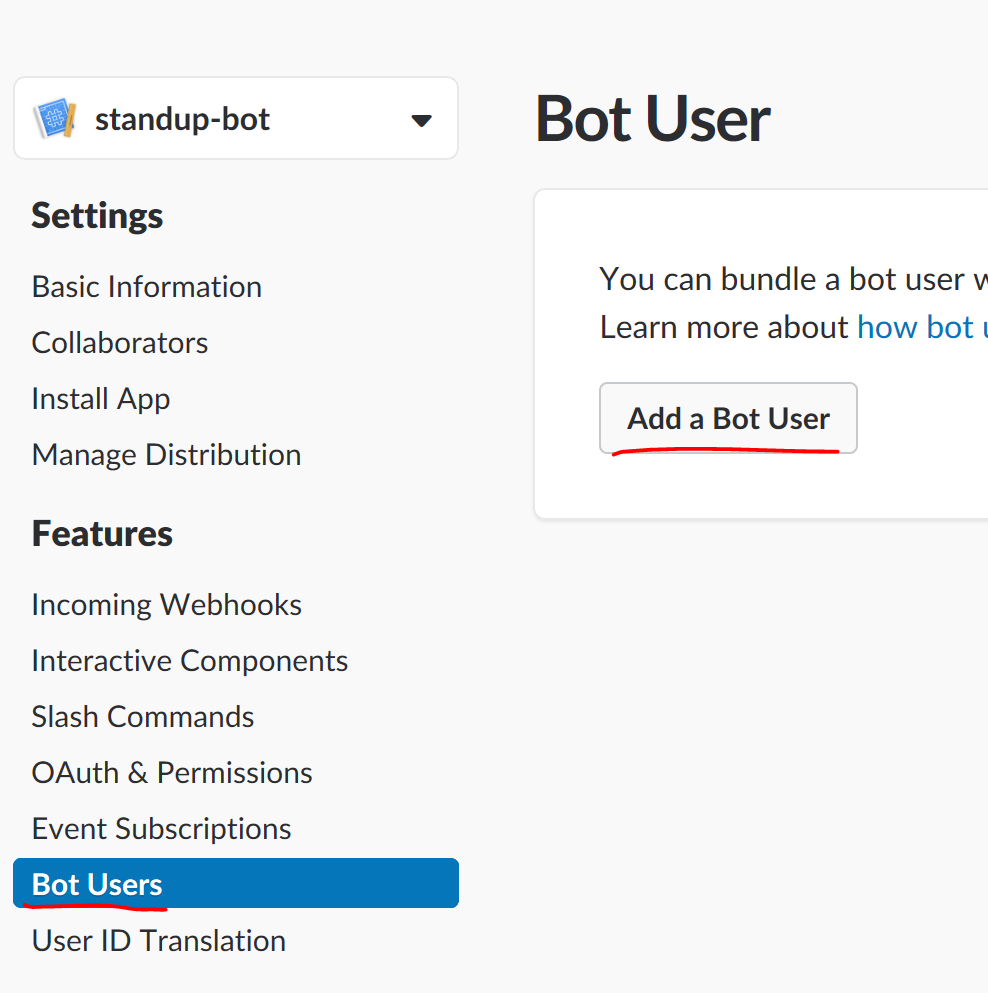 standup-bot
Settings
Basic Information
Collaborators
Install App
Manage Distribution
Features
Incoming Webhooks
Interactive Components
Slash Commands
OAuth & Permissions
Event Subscriptions
Bot Users
User ID Translation
Bot User
You can bundle a bot user
Learn more about how bot
Add a Bot User